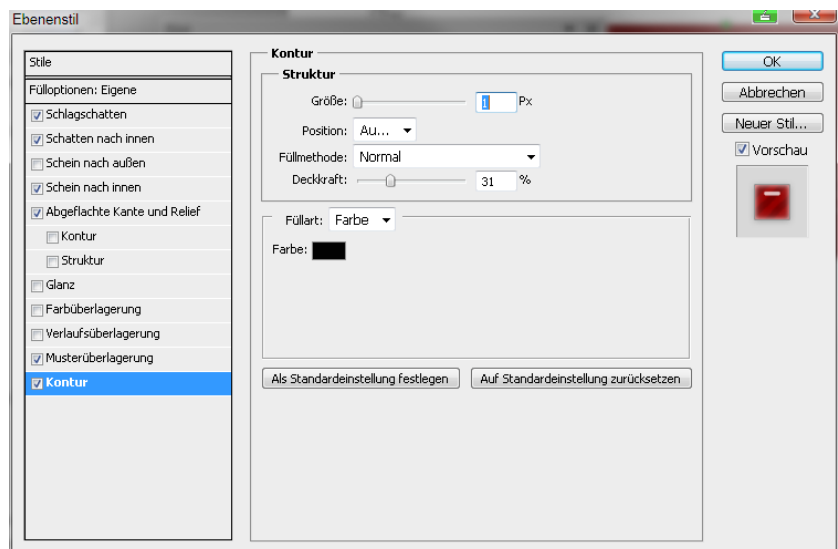 Ebenenstil
Stile
Fülloptionen: Eigene
Schlagschatten
Schatten nach innen
Schein nach außen
Schein nach innen
Abgeflachte Kante und Relief
Kontur
Struktur
Glanz
Farbüberlagerung
Verlaufsüberlagerung
Musterüberlagerung
Kontur
Kontur
Struktur
Größe: 1 Px
Position: Au...
Füllmethode: Normal
Deckkraft: 31 %
Füllart: Farbe
Farbe:
Als Standardeinstellung festlegen Auf Standardeinstellung zurücksetzen
OK
Abbrechen
Neuer Stil...
Vorschau